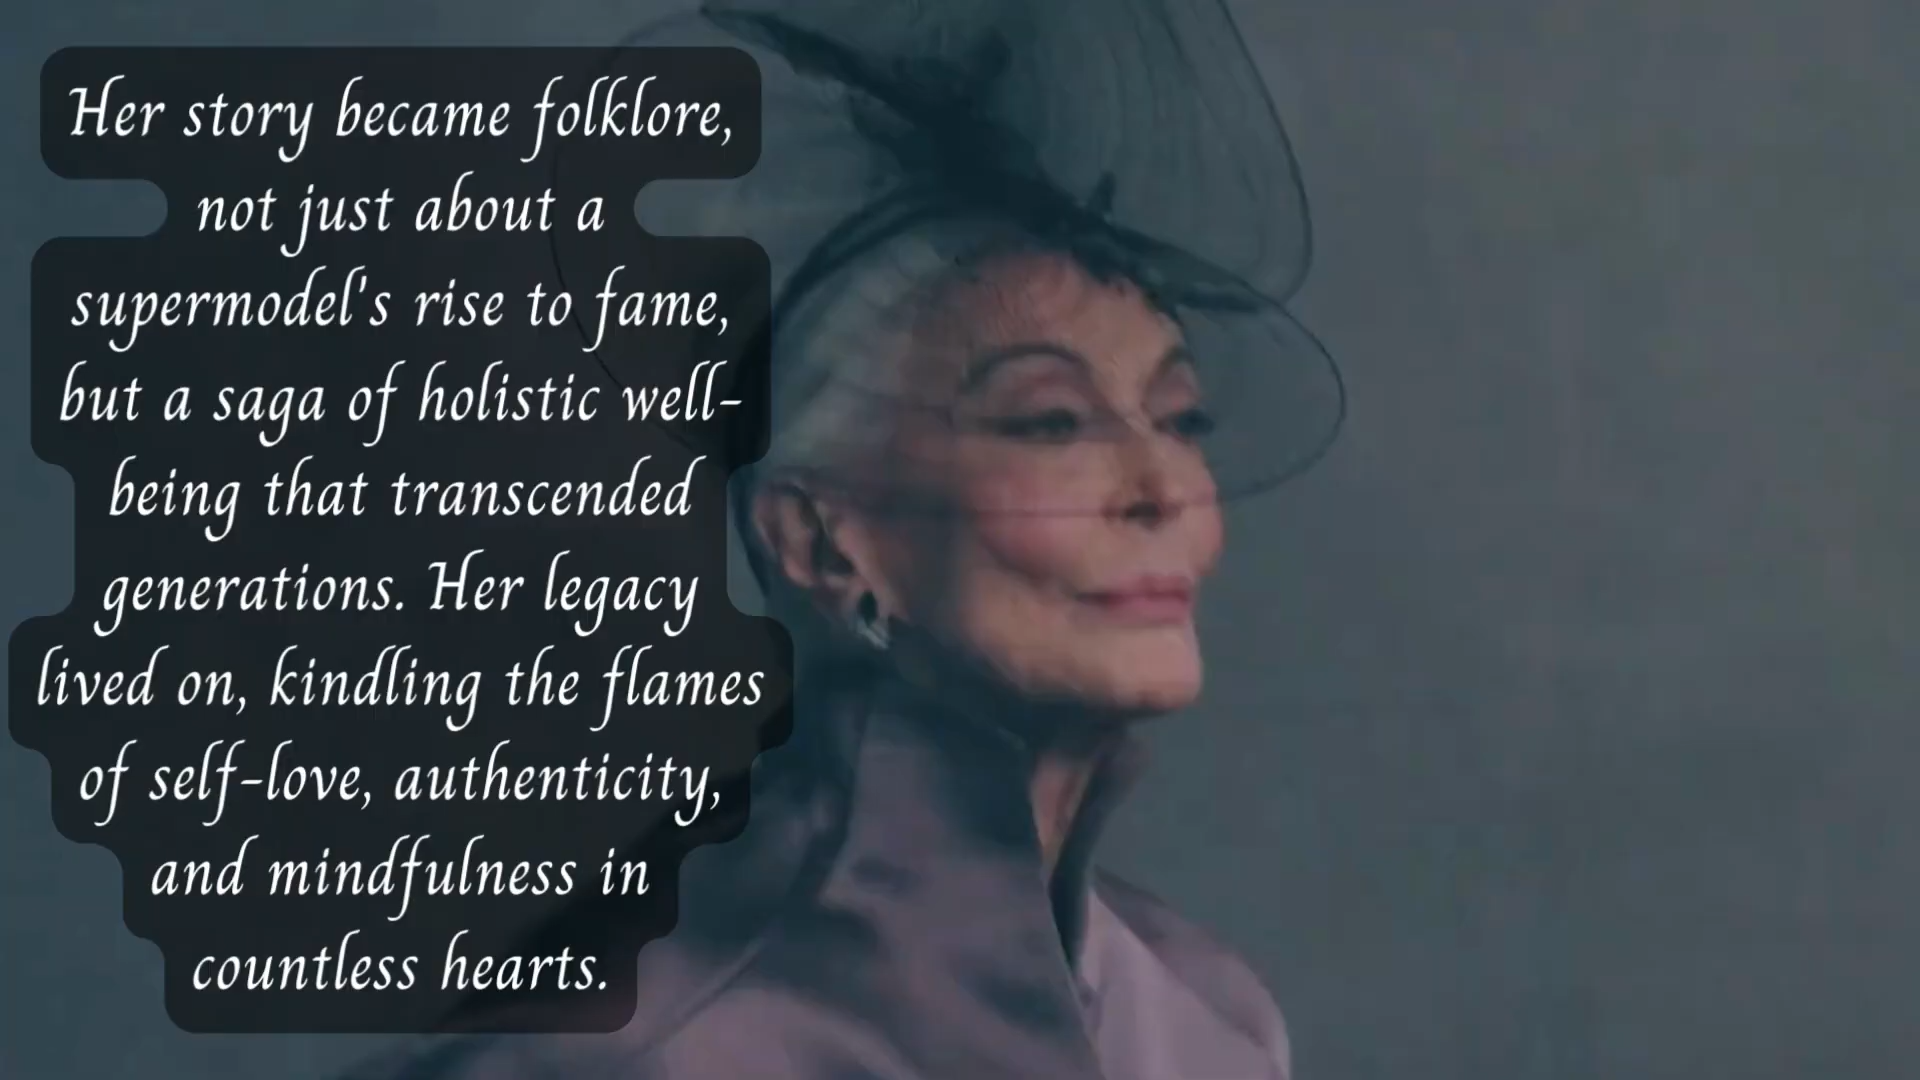 Her story became folklore,
not just about a
supermodel's rise to fame,
but a saga of holistic well-
being that transcended
generations. Her legacy
lived on, kindling the flames
of self-love, authenticity,
and mindfulness in
countless hearts.